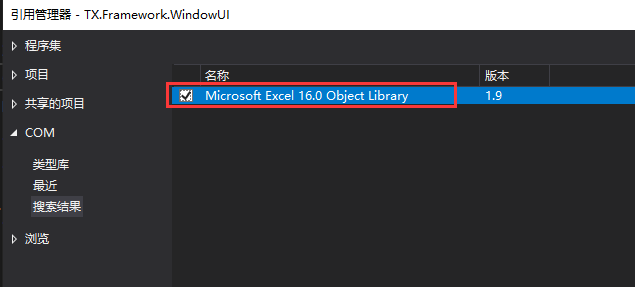 引用管理器 - TX.Framework.WindowUI
程序集
项目
共享的项目
COM
类型库
最近
搜索结果
浏览
名称 版本
Microsoft Excel 16.0 Object Library 1.9